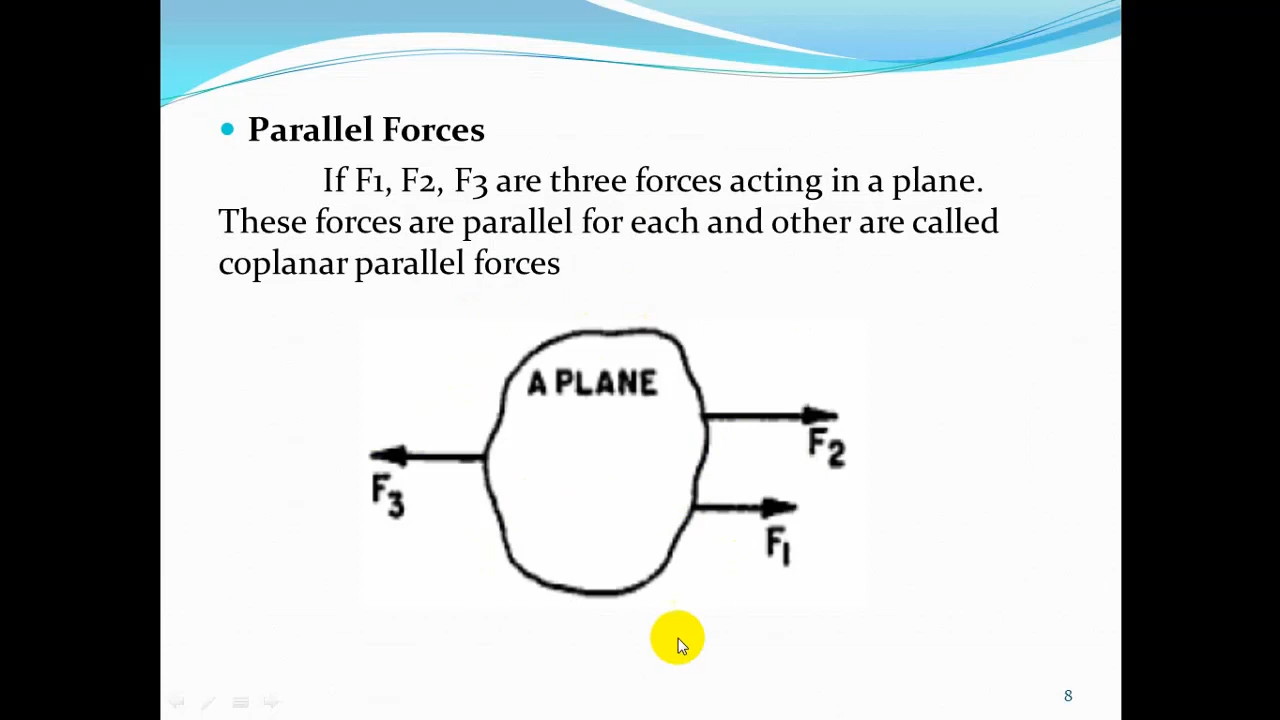 • Parallel Forces
If F1, F2, F3 are three forces acting in a plane.
These forces are parallel for each and other are called
coplanar parallel forces
A PLANE
F2
F3
F1
8